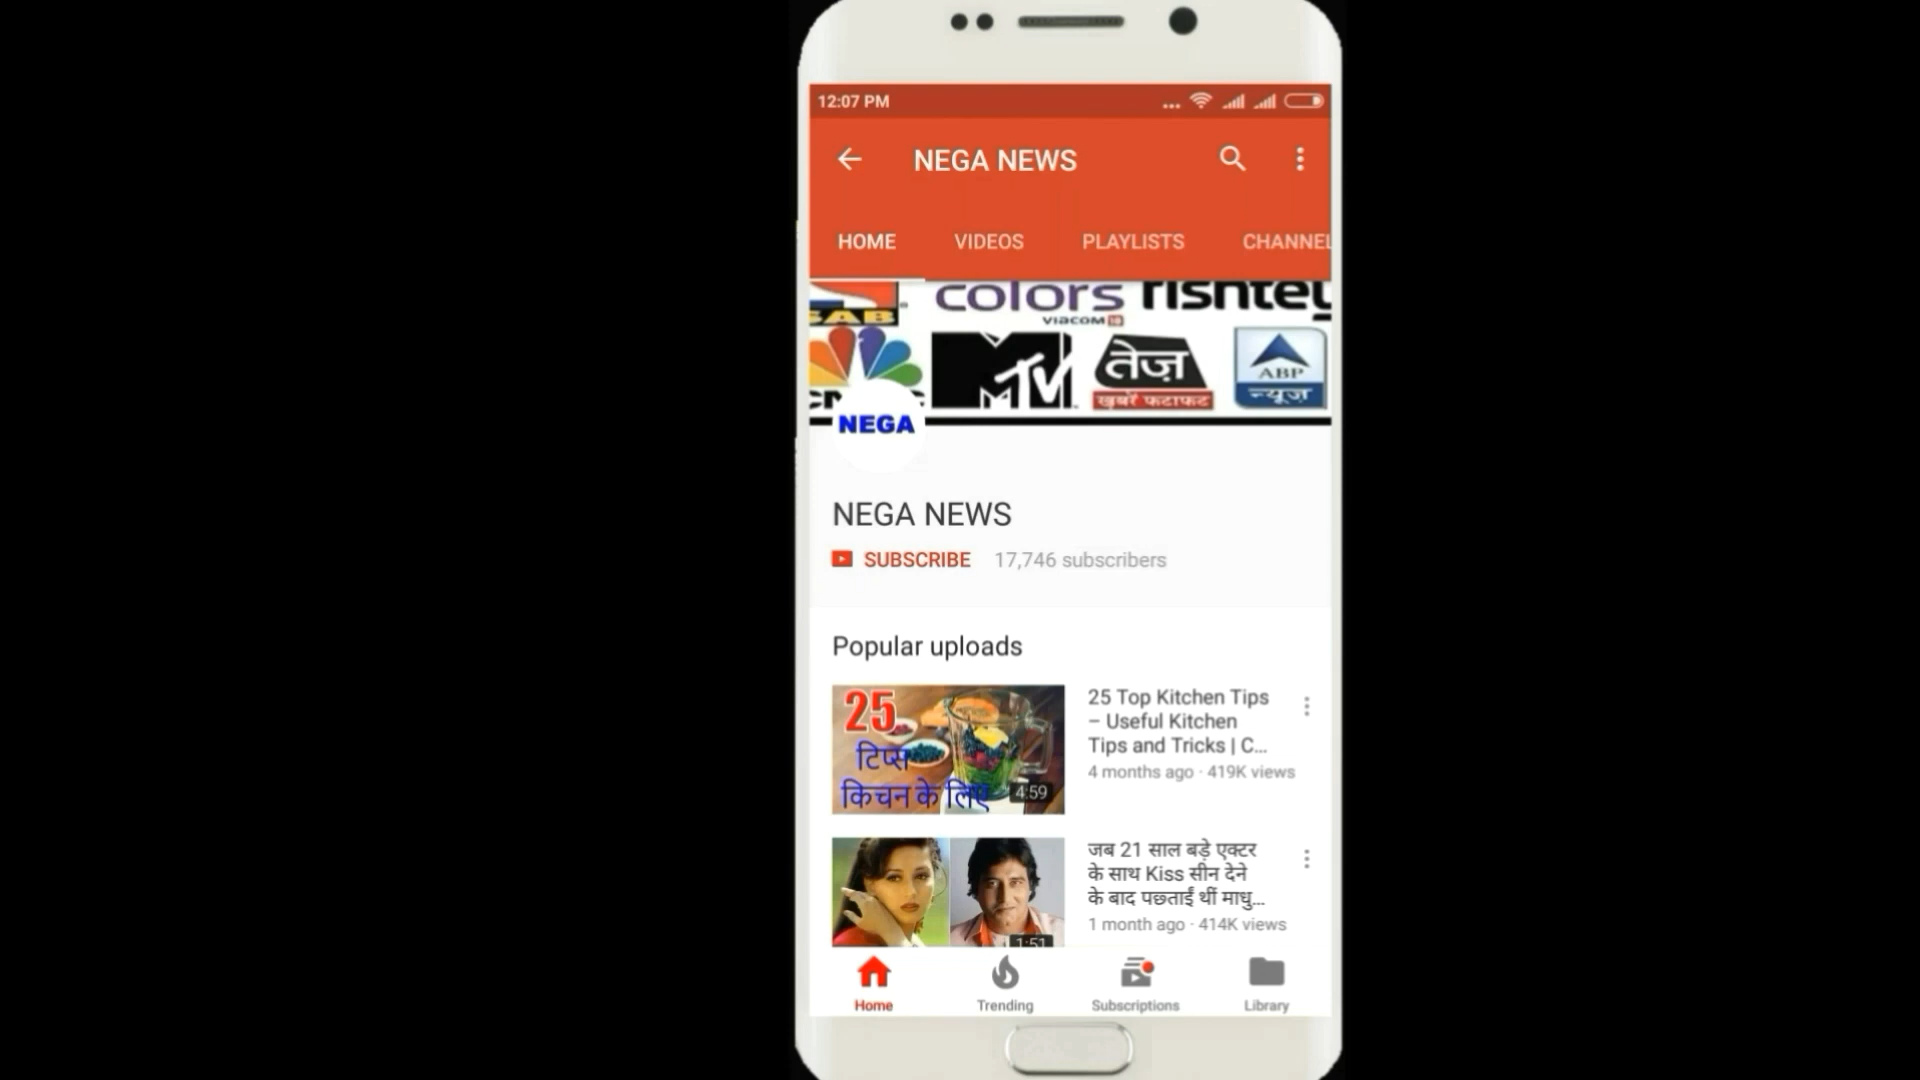 12:07 PM
NEGA NEWS
HOME VIDEOS PLAYLISTS CHANNEL
SAB colors rishtey
VIACOM 18
MTV तेज़ ABP
ख़बरें फटाफट न्यूज़
NEGA
NEGA NEWS
SUBSCRIBE 17,746 subscribers
Popular uploads
25
टिप्स
किचन के लिए
4:59
25 Top Kitchen Tips
– Useful Kitchen
Tips and Tricks | C...
4 months ago · 419K views
1:51
जब 21 साल बड़े एक्टर
के साथ Kiss सीन देने
के बाद पछताईं थीं माधु...
1 month ago · 414K views
Home Trending Subscriptions Library